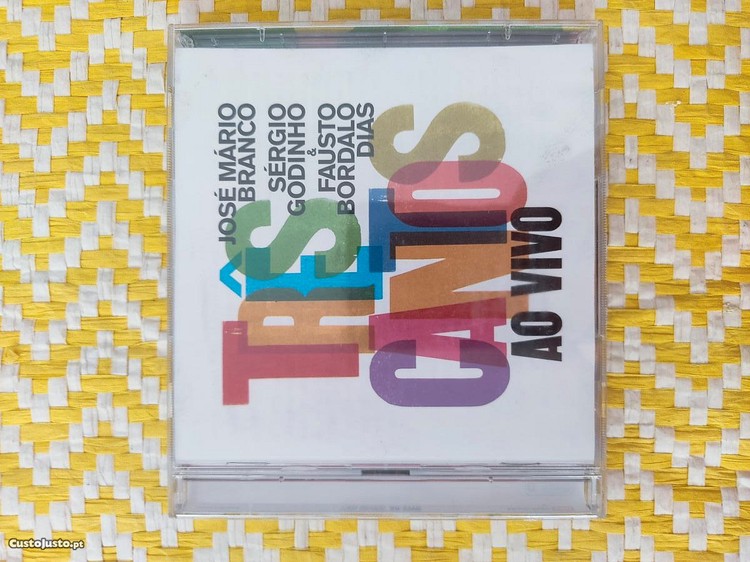 JOSÉ MÁRIO
BRANCO
SÉRGIO
GODINHO
&
FAUSTO
BORDALO
DIAS
TRÊS
CANTOS
AO VIVO
CustoJusto.pt